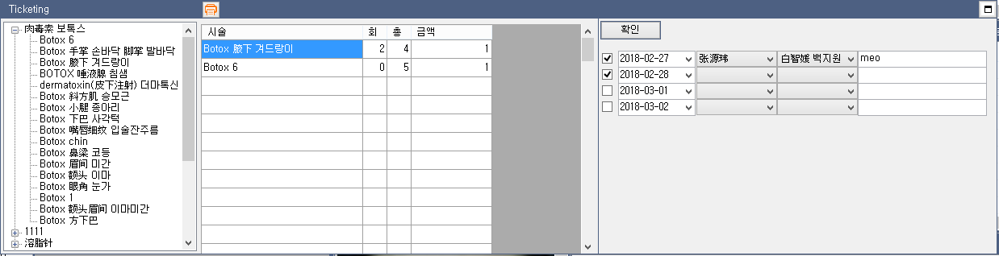 Ticketing
肉毒素 보톡스
Botox 6
Botox 手掌 손바닥 脚掌 발바닥
Botox 腋下 겨드랑이
BOTOX 唾液腺 침샘
dermatoxin(皮下注射) 더마톡신
Botox 斜方肌 승모근
Botox 小腿 종아리
Botox 下巴 사각턱
Botox 嘴唇细纹 입술잔주름
Botox chin
Botox 鼻梁 코등
Botox 眉间 미간
Botox 额头 이마
Botox 眼角 눈가
Botox 1
Botox 额头眉间 이마미간
Botox 方下巴
1111
溶脂针
시술 회 총 금액
Botox 腋下 겨드랑이 2 4 1
Botox 6 0 5 1
확인
2018-02-27 张源玮 白智媛 백지원 meo
2018-02-28
2018-03-01
2018-03-02